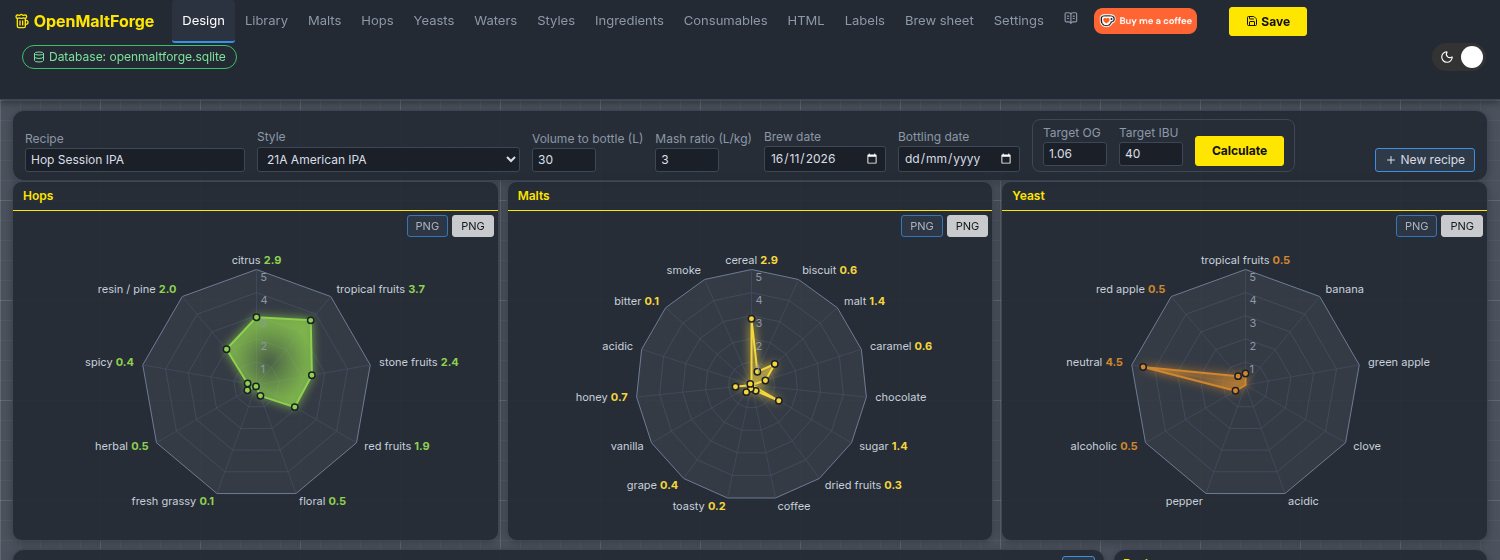 OpenMaltForge
Design Library Malts Hops Yeasts Waters Styles Ingredients Consumables HTML Labels Brew sheet Settings Buy me a coffee Save
Database: openmaltforge.sqlite
Recipe Style Volume to bottle (L) Mash ratio (L/kg) Brew date Bottling date Target OG Target IBU
Hop Session IPA 21A American IPA 30 3 16/11/2026 dd/mm/yyyy 1.06 40 Calculate + New recipe
Hops
PNG PNG
citrus 2.9
tropical fruits 3.7
stone fruits 2.4
red fruits 1.9
floral 0.5
fresh grassy 0.1
herbal 0.5
spicy 0.4
resin / pine 2.0
5
4
2
1
Malts
PNG PNG
cereal 2.9
biscuit 0.6
malt 1.4
caramel 0.6
chocolate
sugar 1.4
dried fruits 0.3
coffee
toasty 0.2
grape 0.4
vanilla
honey 0.7
acidic
bitter 0.1
smoke
5
4
3
2
Yeast
PNG PNG
tropical fruits 0.5
banana
green apple
clove
acidic
pepper
alcoholic 0.5
neutral 4.5
red apple 0.5
5
4
3
2
1